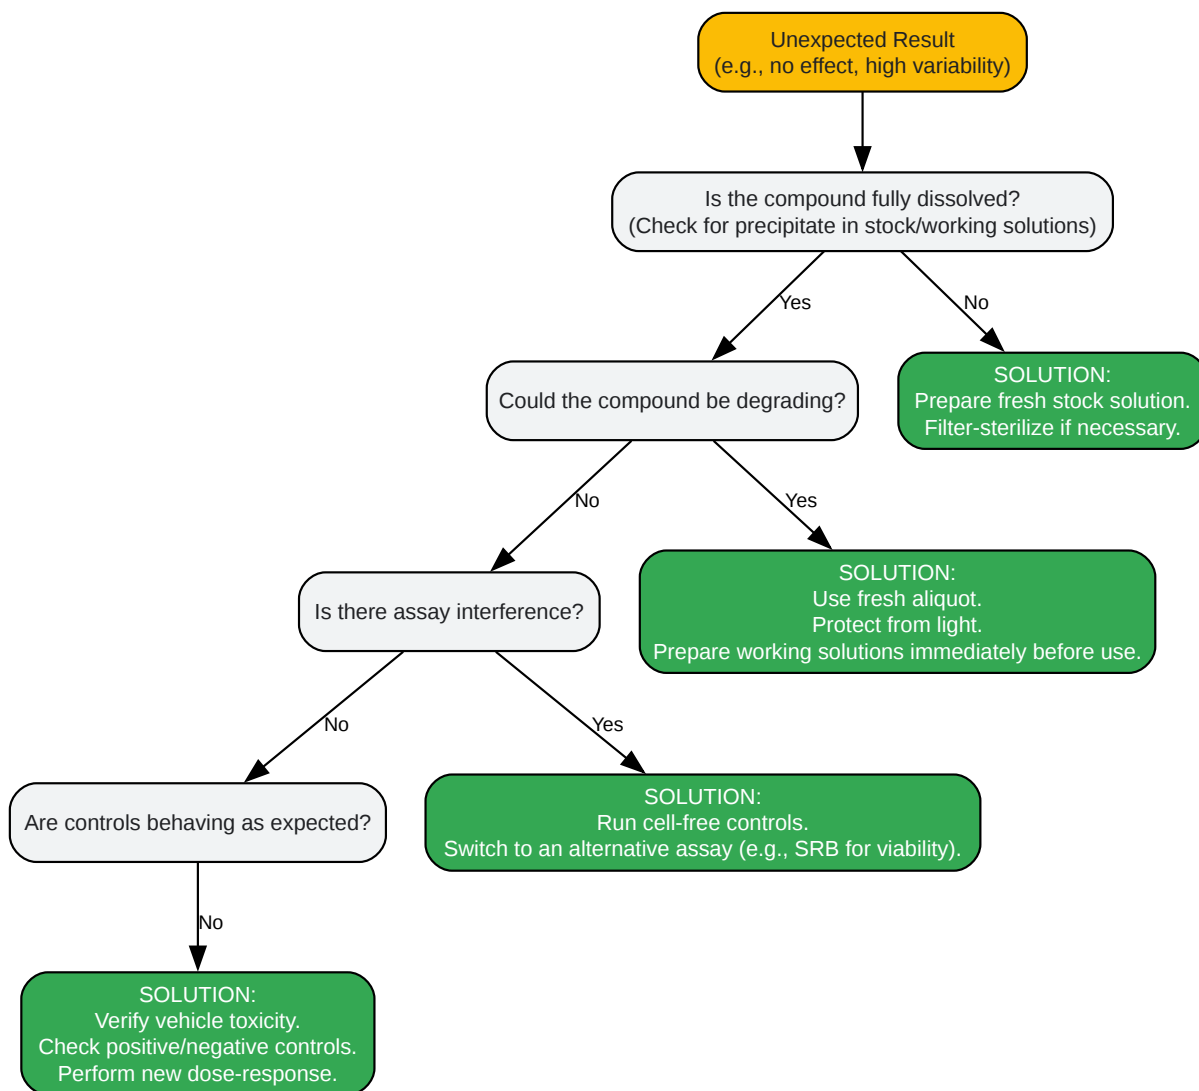 Unexpected Result
(e.g., no effect, high variability)
Is the compound fully dissolved?
(Check for precipitate in stock/working solutions)
Yes
No
Could the compound be degrading?
SOLUTION:
Prepare fresh stock solution.
Filter-sterilize if necessary.
No
Yes
Is there assay interference?
SOLUTION:
Use fresh aliquot.
Protect from light.
Prepare working solutions immediately before use.
No
Yes
Are controls behaving as expected?
SOLUTION:
Run cell-free controls.
Switch to an alternative assay (e.g., SRB for viability).
No
SOLUTION:
Verify vehicle toxicity.
Check positive/negative controls.
Perform new dose-response.